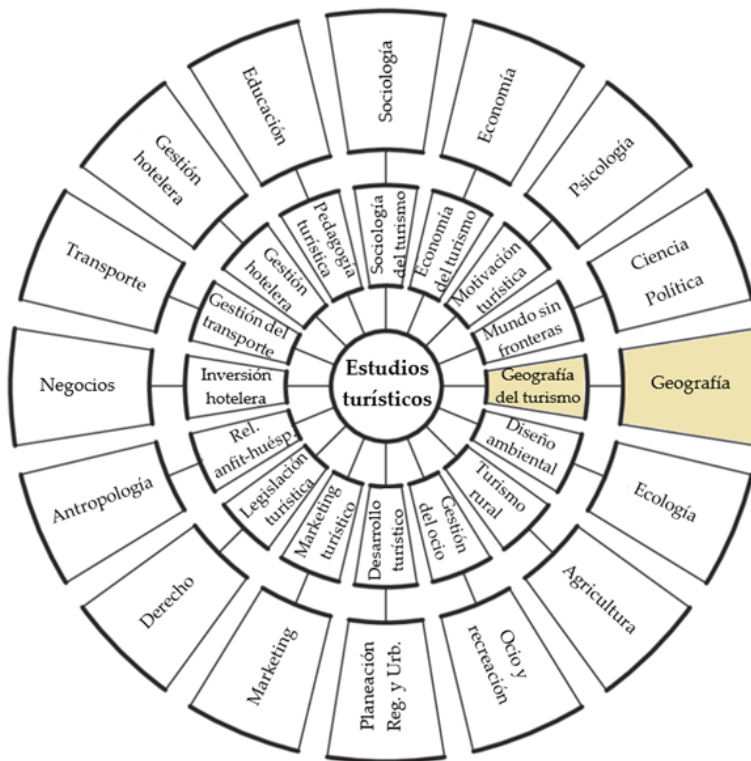 Sociología
Economía
Psicología
Ciencia
Política
Geografía
Ecología
Agricultura
Ocio y
recreación
Planeación
Reg. y Urb.
Marketing
Derecho
Antropología
Negocios
Transporte
Gestión
hotelera
Educación
Sociología
del turismo
Economía
del turismo
Motivación
turística
Mundo sin
fronteras
Geografía
del turismo
Diseño
ambiental
Turismo
rural
Gestión
del ocio
Desarrollo
turístico
Marketing
turístico
Legislación
turística
Rel.
anfit-huésp.
Inversión
hotelera
Gestión del
transporte
Gestión
hotelera
Pedagogía
turística
Estudios
turísticos